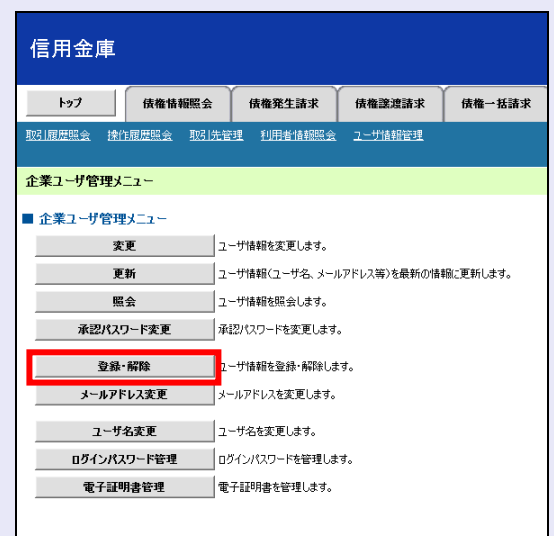 信用金庫
トップ 債権情報照会 債権発生請求 債権譲渡請求 債権一括請求
取引履歴照会 操作履歴照会 取引先管理 利用者情報照会 ユーザ情報管理
企業ユーザ管理メニュー
■ 企業ユーザ管理メニュー
変更 ユーザ情報を変更します。
更新 ユーザ情報(ユーザ名、メールアドレス等)を最新の情報に更新します。
照会 ユーザ情報を照会します。
承認パスワード変更 承認パスワードを変更します。
登録・解除 ユーザ情報を登録・解除します。
メールアドレス変更 メールアドレスを変更します。
ユーザ名変更 ユーザ名を変更します。
ログインパスワード管理 ログインパスワードを管理します。
電子証明書管理 電子証明書を管理します。